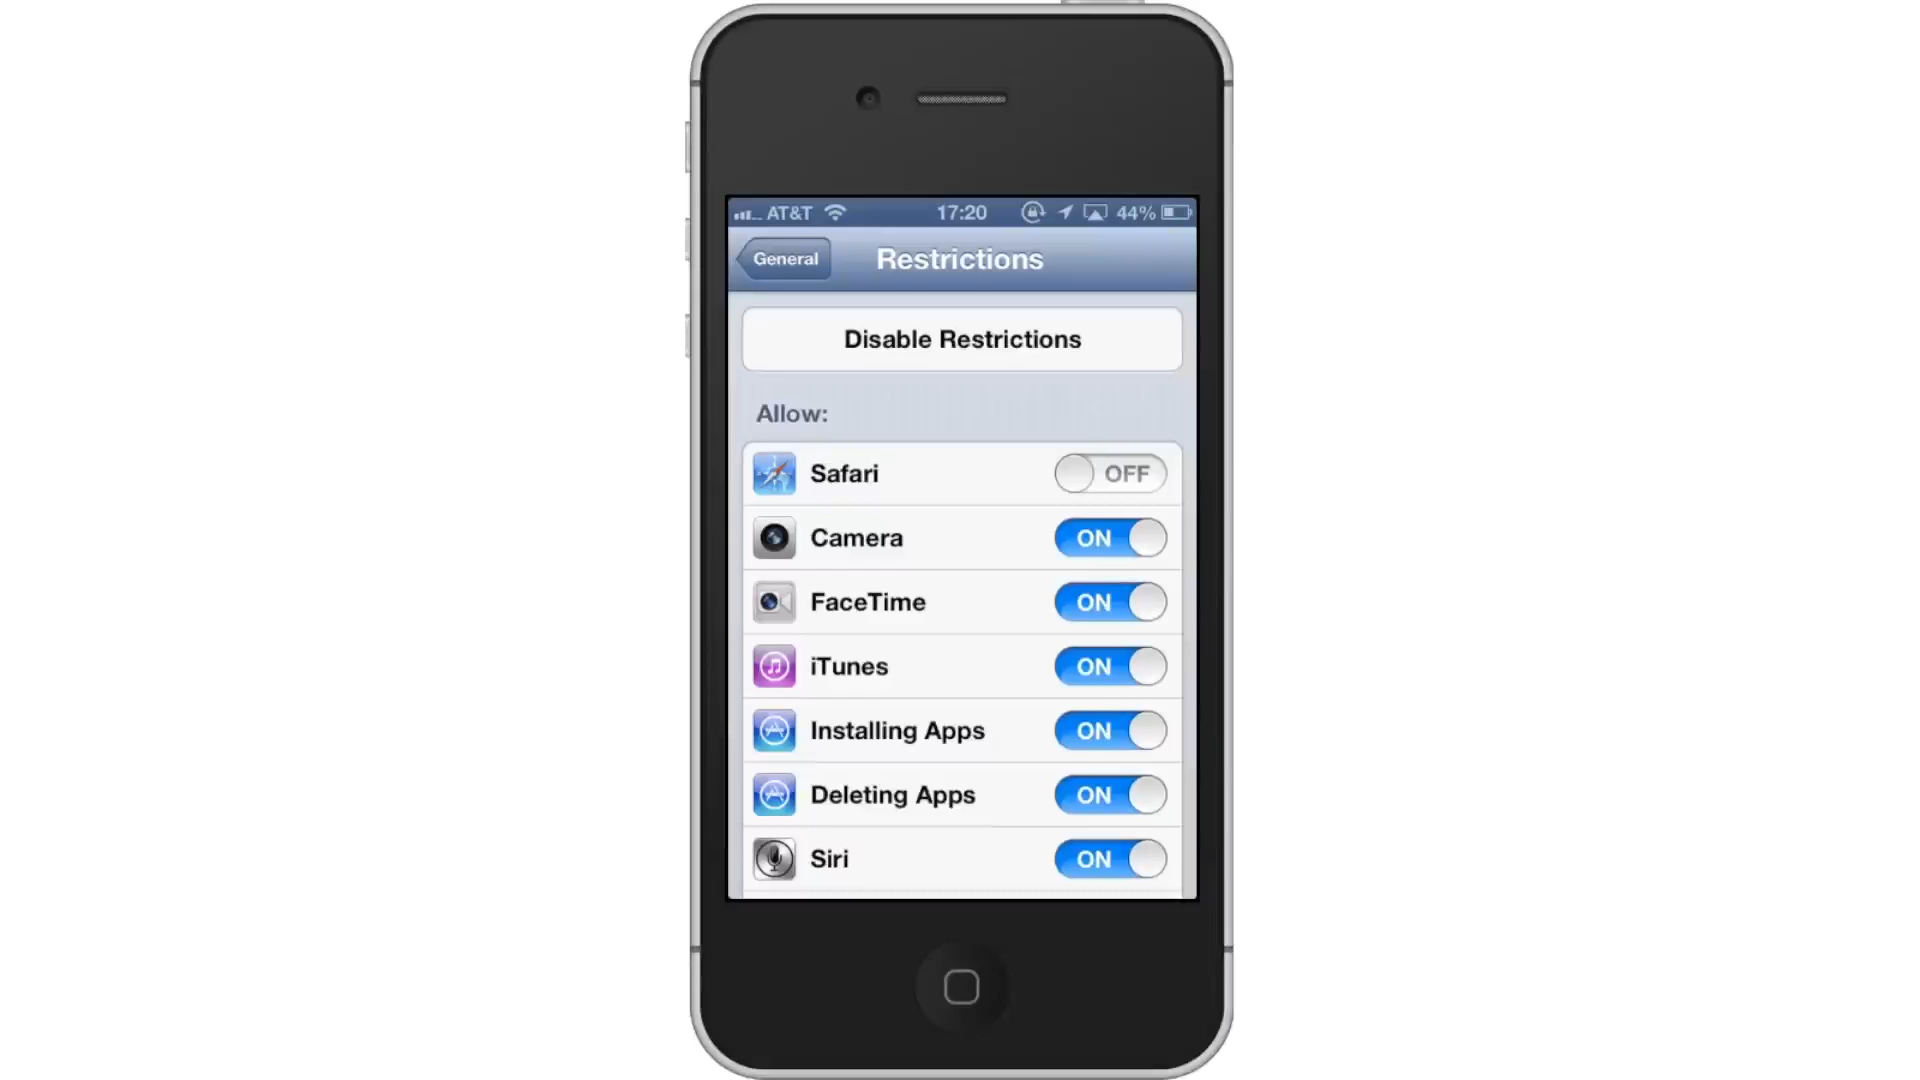 AT&T 17:20 44%
General Restrictions
Disable Restrictions
Allow:
Safari OFF
Camera ON
FaceTime ON
iTunes ON
Installing Apps ON
Deleting Apps ON
Siri ON